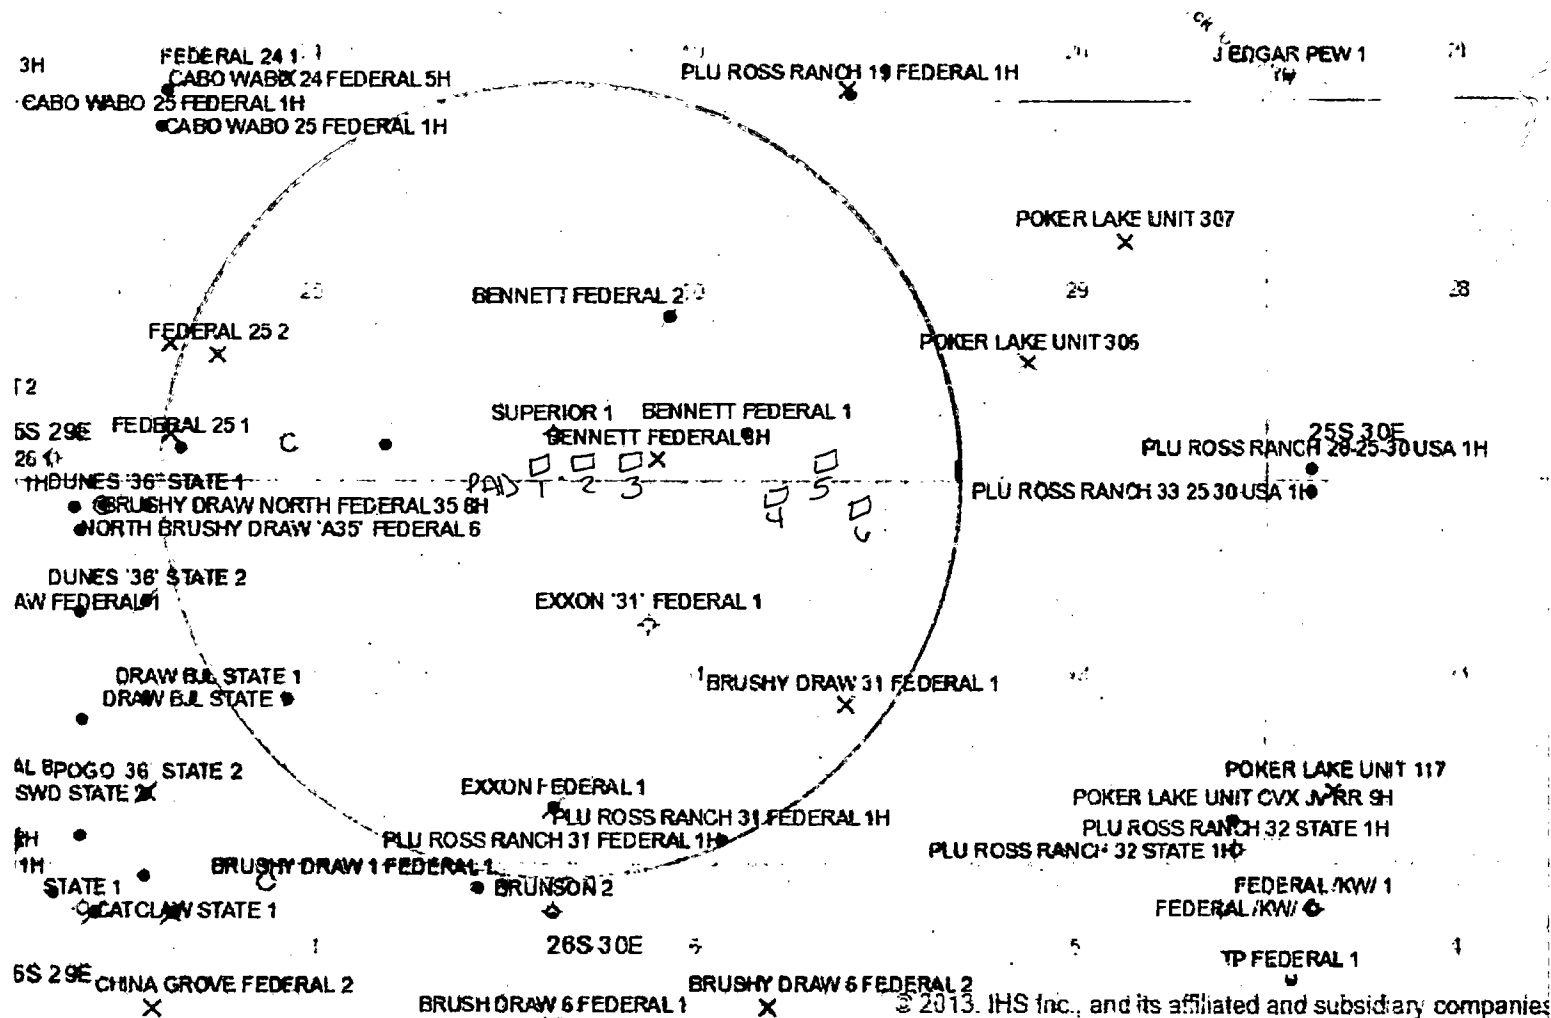 FEDERAL 24 1
3H
J EDGAR PEW 1
CABO WABO 24 FEDERAL 5H
PLU ROSS RANCH 19 FEDERAL 1H
CABO WABO 25 FEDERAL 1H
CABO WABO 25 FEDERAL 1H
POKER LAKE UNIT 307
25
BENNETT FEDERAL 2
29
28
FEDERAL 25 2
POKER LAKE UNIT 306
T 2
SUPERIOR 1
BENNETT FEDERAL 1
FEDERAL 25 1
5S 29E
C
BENNETT FEDERAL 8H
25S 30E
PLU ROSS RANCH 28-25-30 USA 1H
26
1H
DUNES '36' STATE 1
PAD 1 2 3
4
5
6
PLU ROSS RANCH 33 25 30 USA 1H
BRUSHY DRAW NORTH FEDERAL 35 8H
NORTH BRUSHY DRAW 'A35' FEDERAL 6
DUNES '36' STATE 2
AW FEDERAL 1
EXXON '31' FEDERAL 1
DRAW BJL STATE 1
BRUSHY DRAW 31 FEDERAL 1
DRAW BJL STATE
POGO 36 STATE 2
SWD STATE 2
POKER LAKE UNIT 117
EXXON FEDERAL 1
POKER LAKE UNIT CVX JV RR 9H
PLU ROSS RANCH 31 FEDERAL 1H
PLU ROSS RANCH 32 STATE 1H
PLU ROSS RANCH 31 FEDERAL 1H
PLU ROSS RANCH 32 STATE 1H
1H
BRUSHY DRAW 1 FEDERAL 1
STATE 1
BRUNSON 2
FEDERAL /KW/ 1
CATCLAW STATE 1
FEDERAL /KW/
1
26S 30E
6
5
4
TP FEDERAL 1
6S 29E
CHINA GROVE FEDERAL 2
BRUSHY DRAW 6 FEDERAL 2
BRUSH DRAW 6 FEDERAL 1
© 2013. IHS Inc., and its affiliated and subsidiary companies